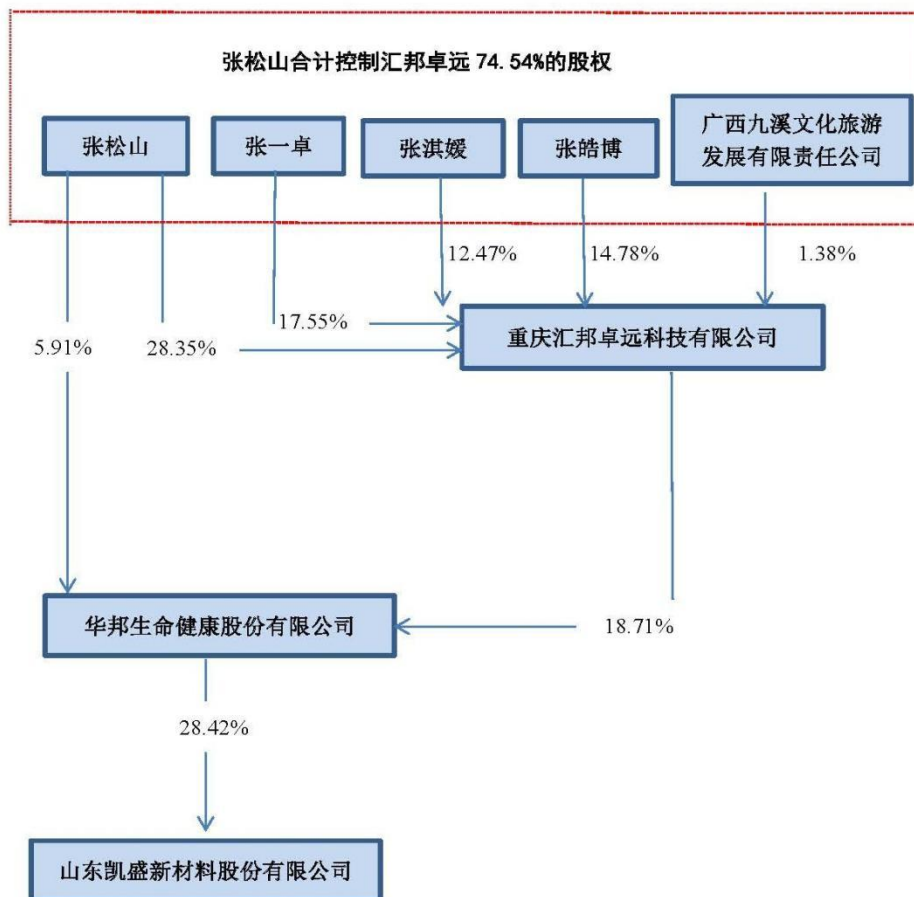 张松山合计控制汇邦卓远 74.54%的股权
张松山
张一卓
张淇媛
张皓博
广西九溪文化旅游
发展有限责任公司
12.47%
14.78%
1.38%
17.55%
5.91%
28.35%
重庆汇邦卓远科技有限公司
华邦生命健康股份有限公司
18.71%
28.42%
山东凯盛新材料股份有限公司